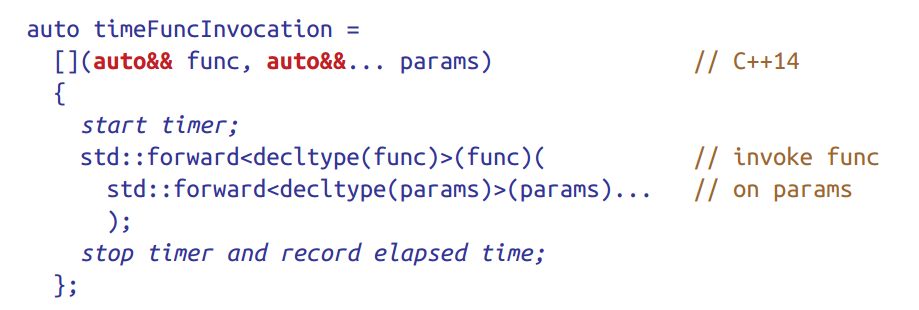 auto timeFuncInvocation =
[](auto&& func, auto&&... params) // C++14
{
start timer;
std::forward<decltype(func)>(func)( // invoke func
std::forward<decltype(params)>(params)... // on params
);
stop timer and record elapsed time;
};